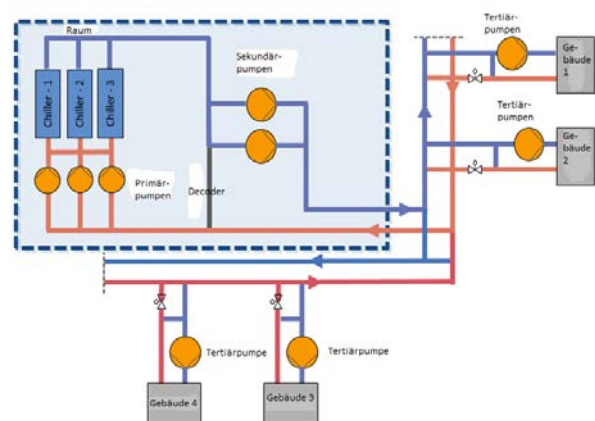 Raum
Chiller - 1
Chiller - 2
Chiller - 3
Primär-
pumpen
Decoder
Sekundär-
pumpen
Tertiär-
pumpen
Ge-
bäude
1
Tertiär-
pumpen
Ge-
bäude
2
Tertiärpumpe
Tertiärpumpe
Gebäude 4
Gebäude 3